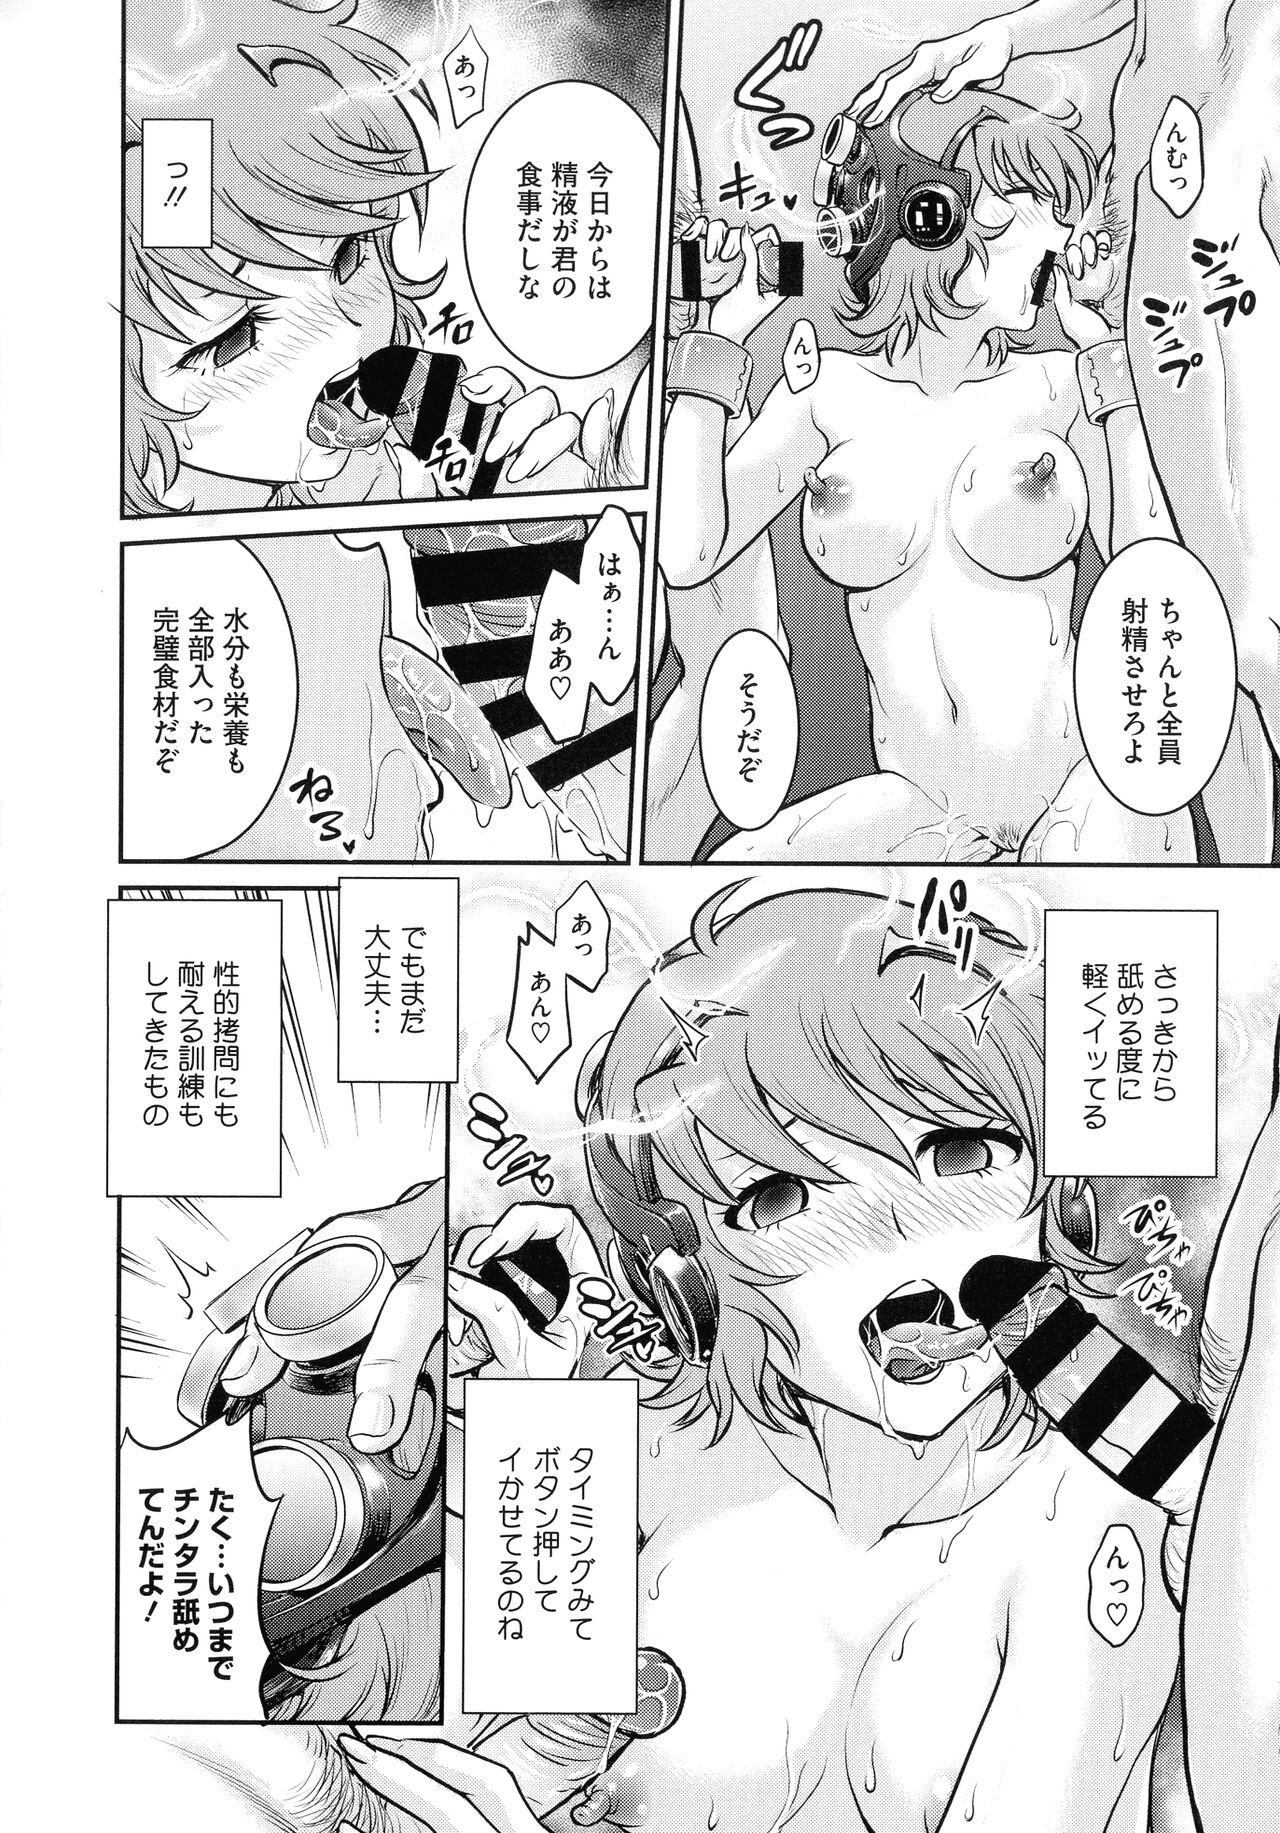 んむっ
グググ
キュ♥
ジュプ
ジュプ
んっ
ちゃんと全員
射精させろよ
そうだぞ
あっ
今日からは
精液が君の
食事だしな
っ!!
チロ
チロ
はぁ…ん
ああ♡
水分も栄養も
全部入った
完璧食材だぞ
ねろ♥
さっきから
舐める度に
軽くイッてる
パッ
あっ
あん♡
ぴちゃ
ぴちゃ
んっ♡
タイミングみて
ボタン押して
イかせてるのね
でもまだ
大丈夫…
性的拷問にも
耐える訓練も
してきたもの
たく…いつまで
チンタラ舐め
てんだよ!